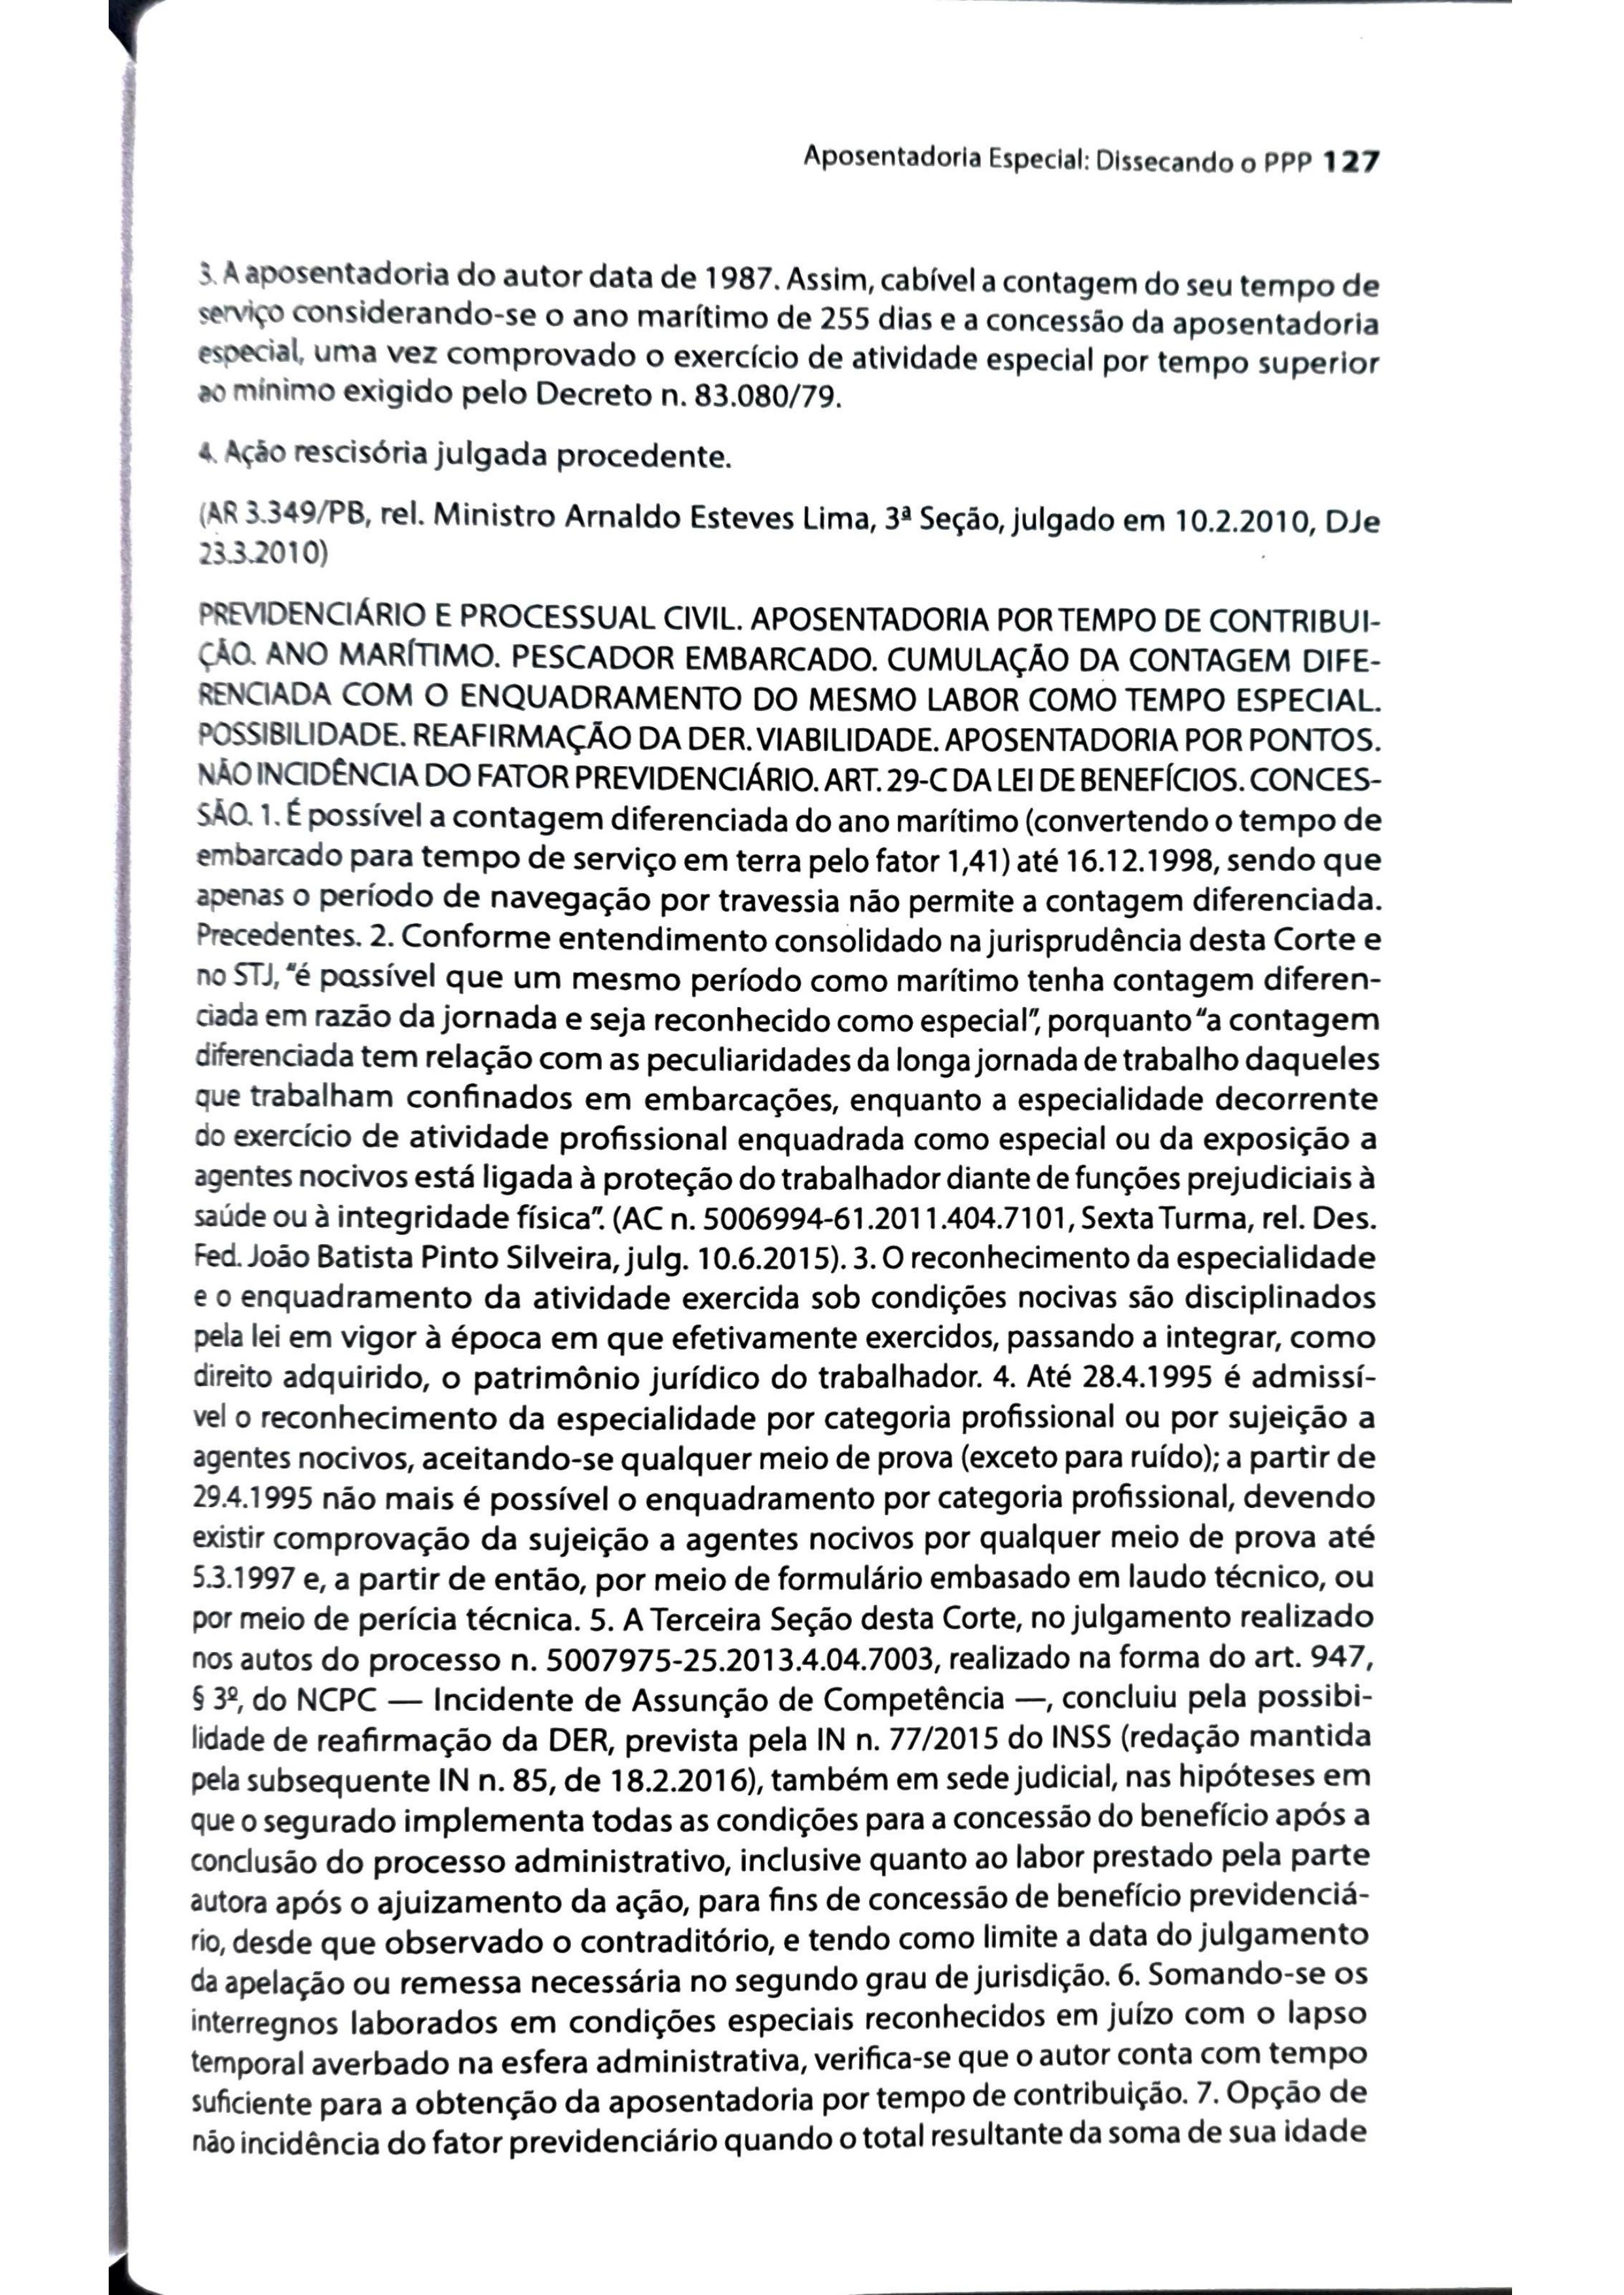 Aposentadoria Especial: Dissecando o PPP 127
3. A aposentadoria do autor data de 1987. Assim, cabível a contagem do seu tempo de
serviço considerando-se o ano marítimo de 255 dias e a concessão da aposentadoria
especial, uma vez comprovado o exercício de atividade especial por tempo superior
ao mínimo exigido pelo Decreto n. 83.080/79.
4. Ação rescisória julgada procedente.
(AR 3.349/PB, rel. Ministro Arnaldo Esteves Lima, 3ª Seção, julgado em 10.2.2010, DJe
23.3.2010)
PREVIDENCIÁRIO E PROCESSUAL CIVIL. APOSENTADORIA POR TEMPO DE CONTRIBUI-
ÇÃO. ANO MARÍTIMO. PESCADOR EMBARCADO. CUMULAÇÃO DA CONTAGEM DIFE-
RENCIADA COM O ENQUADRAMENTO DO MESMO LABOR COMO TEMPO ESPECIAL.
POSSIBILIDADE. REAFIRMAÇÃO DA DER. VIABILIDADE. APOSENTADORIA POR PONTOS.
NÃO INCIDÊNCIA DO FATOR PREVIDENCIÁRIO. ART. 29-C DA LEI DE BENEFÍCIOS. CONCES-
SÃO. 1. É possível a contagem diferenciada do ano marítimo (convertendo o tempo de
embarcado para tempo de serviço em terra pelo fator 1,41) até 16.12.1998, sendo que
apenas o período de navegação por travessia não permite a contagem diferenciada.
Precedentes. 2. Conforme entendimento consolidado na jurisprudência desta Corte e
no STJ, "é possível que um mesmo período como marítimo tenha contagem diferen-
ciada em razão da jornada e seja reconhecido como especial", porquanto "a contagem
diferenciada tem relação com as peculiaridades da longa jornada de trabalho daqueles
que trabalham confinados em embarcações, enquanto a especialidade decorrente
do exercício de atividade profissional enquadrada como especial ou da exposição a
agentes nocivos está ligada à proteção do trabalhador diante de funções prejudiciais à
saúde ou à integridade física". (AC n. 5006994-61.2011.404.7101, Sexta Turma, rel. Des.
Fed. João Batista Pinto Silveira, julg. 10.6.2015). 3. O reconhecimento da especialidade
e o enquadramento da atividade exercida sob condições nocivas são disciplinados
pela lei em vigor à época em que efetivamente exercidos, passando a integrar, como
direito adquirido, o patrimônio jurídico do trabalhador. 4. Até 28.4.1995 é admissí-
vel o reconhecimento da especialidade por categoria profissional ou por sujeição a
agentes nocivos, aceitando-se qualquer meio de prova (exceto para ruído); a partir de
29.4.1995 não mais é possível o enquadramento por categoria profissional, devendo
existir comprovação da sujeição a agentes nocivos por qualquer meio de prova até
5.3.1997 e, a partir de então, por meio de formulário embasado em laudo técnico, ou
por meio de perícia técnica. 5. A Terceira Seção desta Corte, no julgamento realizado
nos autos do processo n. 5007975-25.2013.4.04.7003, realizado na forma do art. 947,
§ 3º, do NCPC — Incidente de Assunção de Competência —, concluiu pela possibi-
lidade de reafirmação da DER, prevista pela IN n. 77/2015 do INSS (redação mantida
pela subsequente IN n. 85, de 18.2.2016), também em sede judicial, nas hipóteses em
que o segurado implementa todas as condições para a concessão do benefício após a
conclusão do processo administrativo, inclusive quanto ao labor prestado pela parte
autora após o ajuizamento da ação, para fins de concessão de benefício previdenciá-
rio, desde que observado o contraditório, e tendo como limite a data do julgamento
da apelação ou remessa necessária no segundo grau de jurisdição. 6. Somando-se os
interregnos laborados em condições especiais reconhecidos em juízo com o lapso
temporal averbado na esfera administrativa, verifica-se que o autor conta com tempo
suficiente para a obtenção da aposentadoria por tempo de contribuição. 7. Opção de
não incidência do fator previdenciário quando o total resultante da soma de sua idade